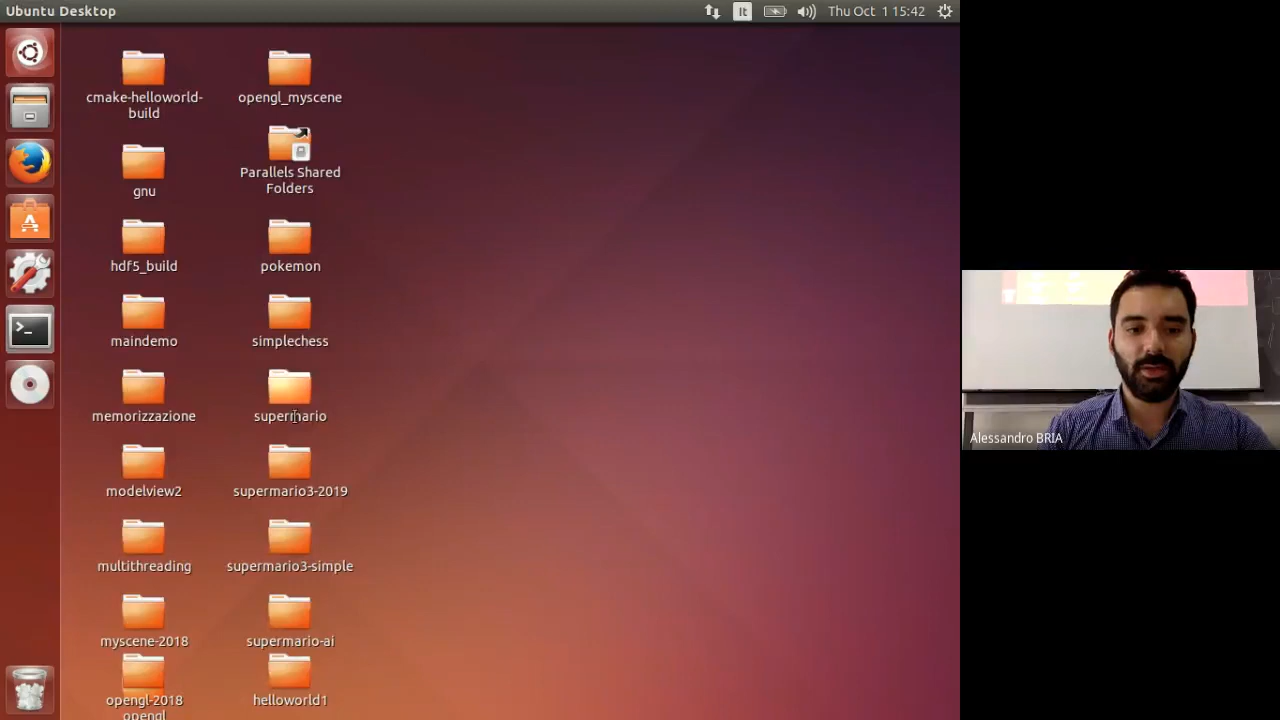 Ubuntu Desktop
It
Thu Oct 1 15:42
cmake-helloworld-
build
opengl_myscene
gnu
Parallels Shared
Folders
hdf5_build
pokemon
maindemo
simplechess
memorizzazione
supermario
modelview2
supermario3-2019
multithreading
supermario3-simple
myscene-2018
supermario-ai
opengl-2018
opengl
helloworld1
Alessandro BRIA